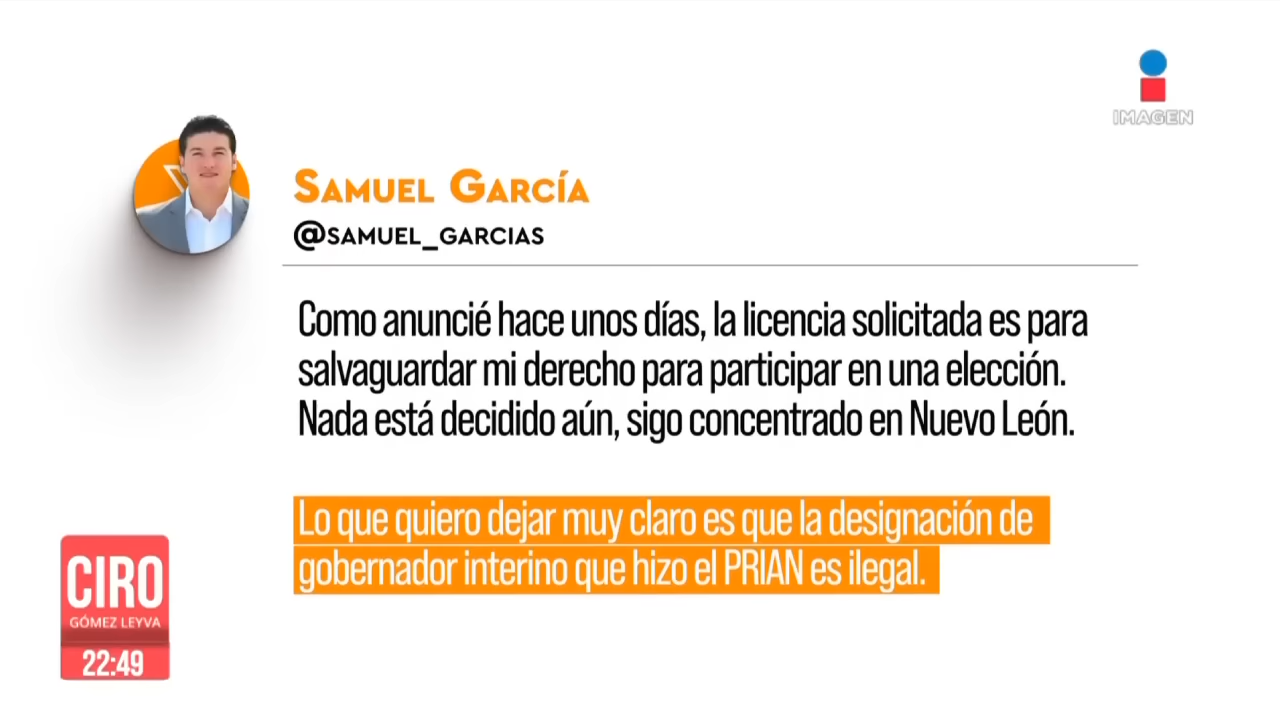 IMAGEN
SAMUEL GARCÍA
@SAMUEL_GARCIAS
Como anuncié hace unos días, la licencia solicitada es para
salvaguardar mi derecho para participar en una elección.
Nada está decidido aún, sigo concentrado en Nuevo León.
Lo que quiero dejar muy claro es que la designación de
gobernador interino que hizo el PRIAN es ilegal.
CIRO
GÓMEZ LEYVA
22:49